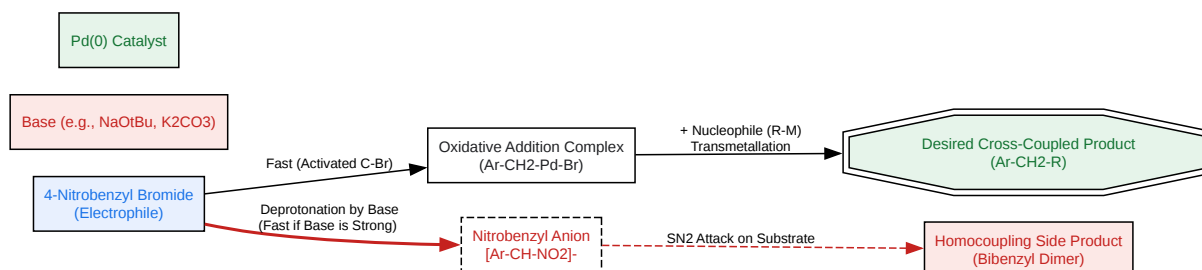 Pd(0) Catalyst
Base (e.g., NaOtBu, K2CO3)
4-Nitrobenzyl Bromide
(Electrophile)
Fast (Activated C-Br)
Deprotonation by Base
(Fast if Base is Strong)
Oxidative Addition Complex
(Ar-CH2-Pd-Br)
+ Nucleophile (R-M)
Transmetallation
Desired Cross-Coupled Product
(Ar-CH2-R)
Nitrobenzyl Anion
[Ar-CH-NO2]-
SN2 Attack on Substrate
Homocoupling Side Product
(Bibenzyl Dimer)